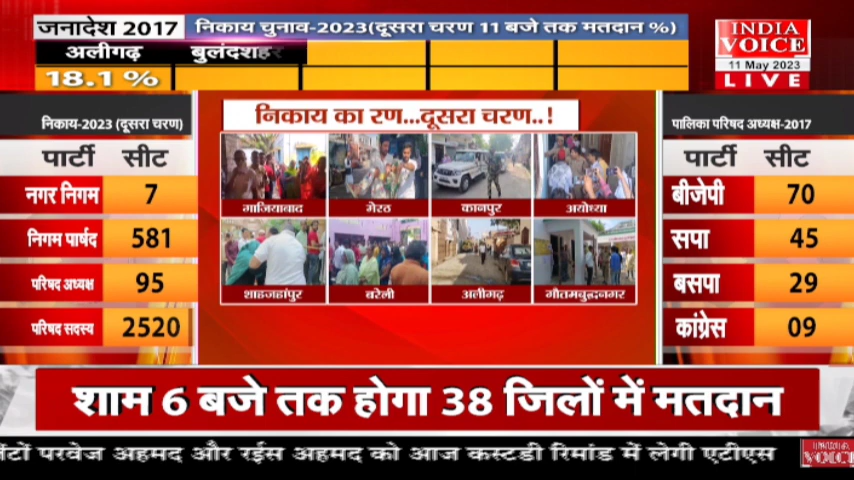 जनादेश 2017
निकाय चुनाव-2023(दूसरा चरण 11 बजे तक मतदान %)
अलीगढ़
बुलंदशहर
18.1 %
INDIA
VOICE
11 May 2023
LIVE
निकाय-2023 (दूसरा चरण)
पार्टी सीट
नगर निगम 7
निगम पार्षद 581
परिषद अध्यक्ष 95
परिषद सदस्य 2520
निकाय का रण...दूसरा चरण..!
गाजियाबाद
मेरठ
कानपुर
अयोध्या
शाहजहांपुर
बरेली
अलीगढ़
गौतमबुद्धनगर
पालिका परिषद अध्यक्ष-2017
पार्टी सीट
बीजेपी 70
सपा 45
बसपा 29
कांग्रेस 09
शाम 6 बजे तक होगा 38 जिलों में मतदान
जेंटों परवेज अहमद और रईस अहमद को आज कस्टडी रिमांड में लेगी एटीएस
INDIA
VOICE